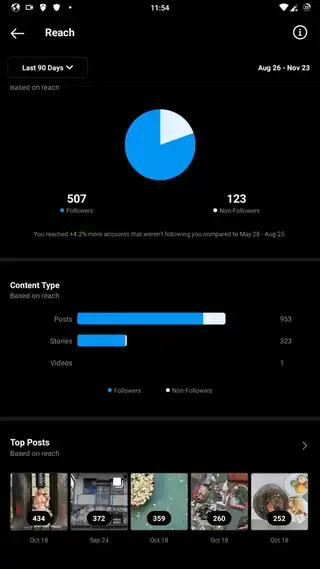 11:54
Reach
Last 90 Days
Aug 26 - Nov 23
Based on reach
507
123
Followers
Non-Followers
You reached +4.2% more accounts that weren't following you compared to May 28 - Aug 25.
Content Type
Based on reach
Posts
953
Stories
323
Videos
1
Followers
Non-Followers
Top Posts
Based on reach
434
372
359
260
252
Oct 18
Sep 24
Oct 18
Oct 18
Oct 18